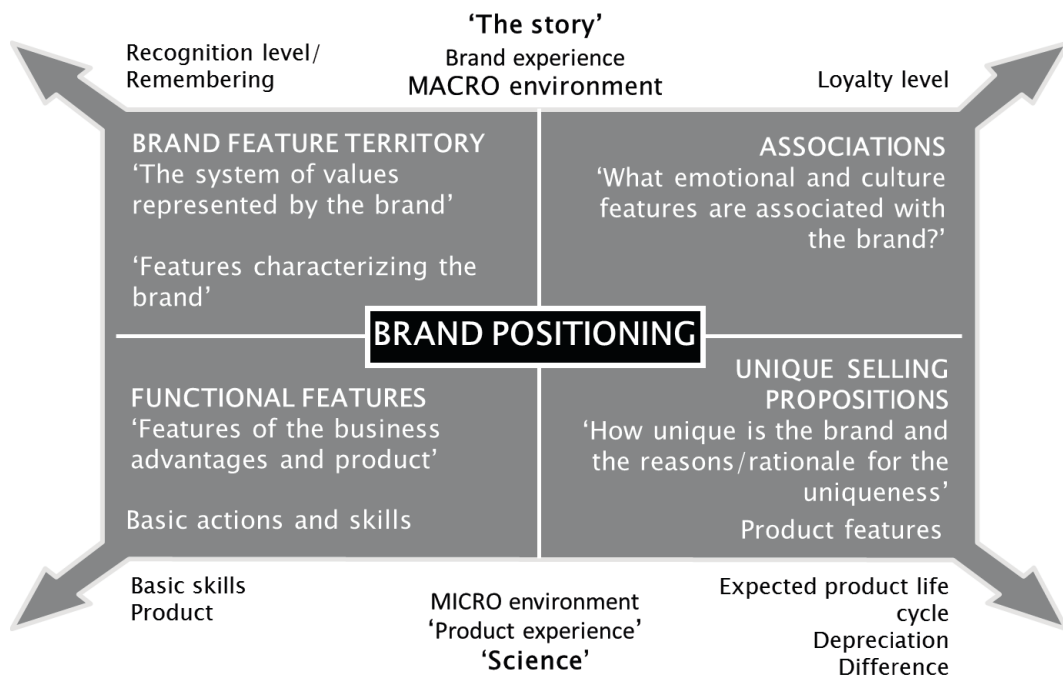 ‘The story’
Brand experience
MACRO environment
Recognition level/
Remembering
Loyalty level
BRAND FEATURE TERRITORY
‘The system of values
represented by the brand’
‘Features characterizing the
brand’
ASSOCIATIONS
‘What emotional and culture
features are associated with
the brand?’
BRAND POSITIONING
FUNCTIONAL FEATURES
‘Features of the business
advantages and product’
Basic actions and skills
UNIQUE SELLING
PROPOSITIONS
‘How unique is the brand and
the reasons/rationale for the
uniqueness’
Product features
Basic skills
Product
MICRO environment
‘Product experience’
‘Science’
Expected product life
cycle
Depreciation
Difference